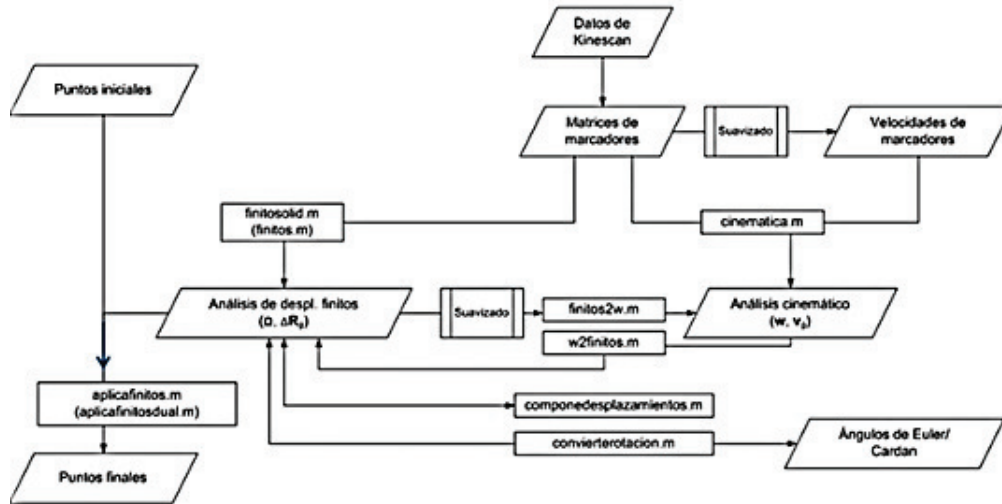 Datos de
Kinescan
Puntos iniciales
Matrices de
marcadores
Suavizado
Velocidades de
marcadores
finitosolid.m
(finitos.m)
cinematica.m
Análisis de despl. finitos
(α, ΔR₀)
Suavizado
finitos2w.m
Análisis cinemático
(w, v₀)
w2finitos.m
aplicafinitos.m
(aplicafinitosdual.m)
componedesplazamientos.m
convierterotacion.m
Ángulos de Euler/
Cardan
Puntos finales